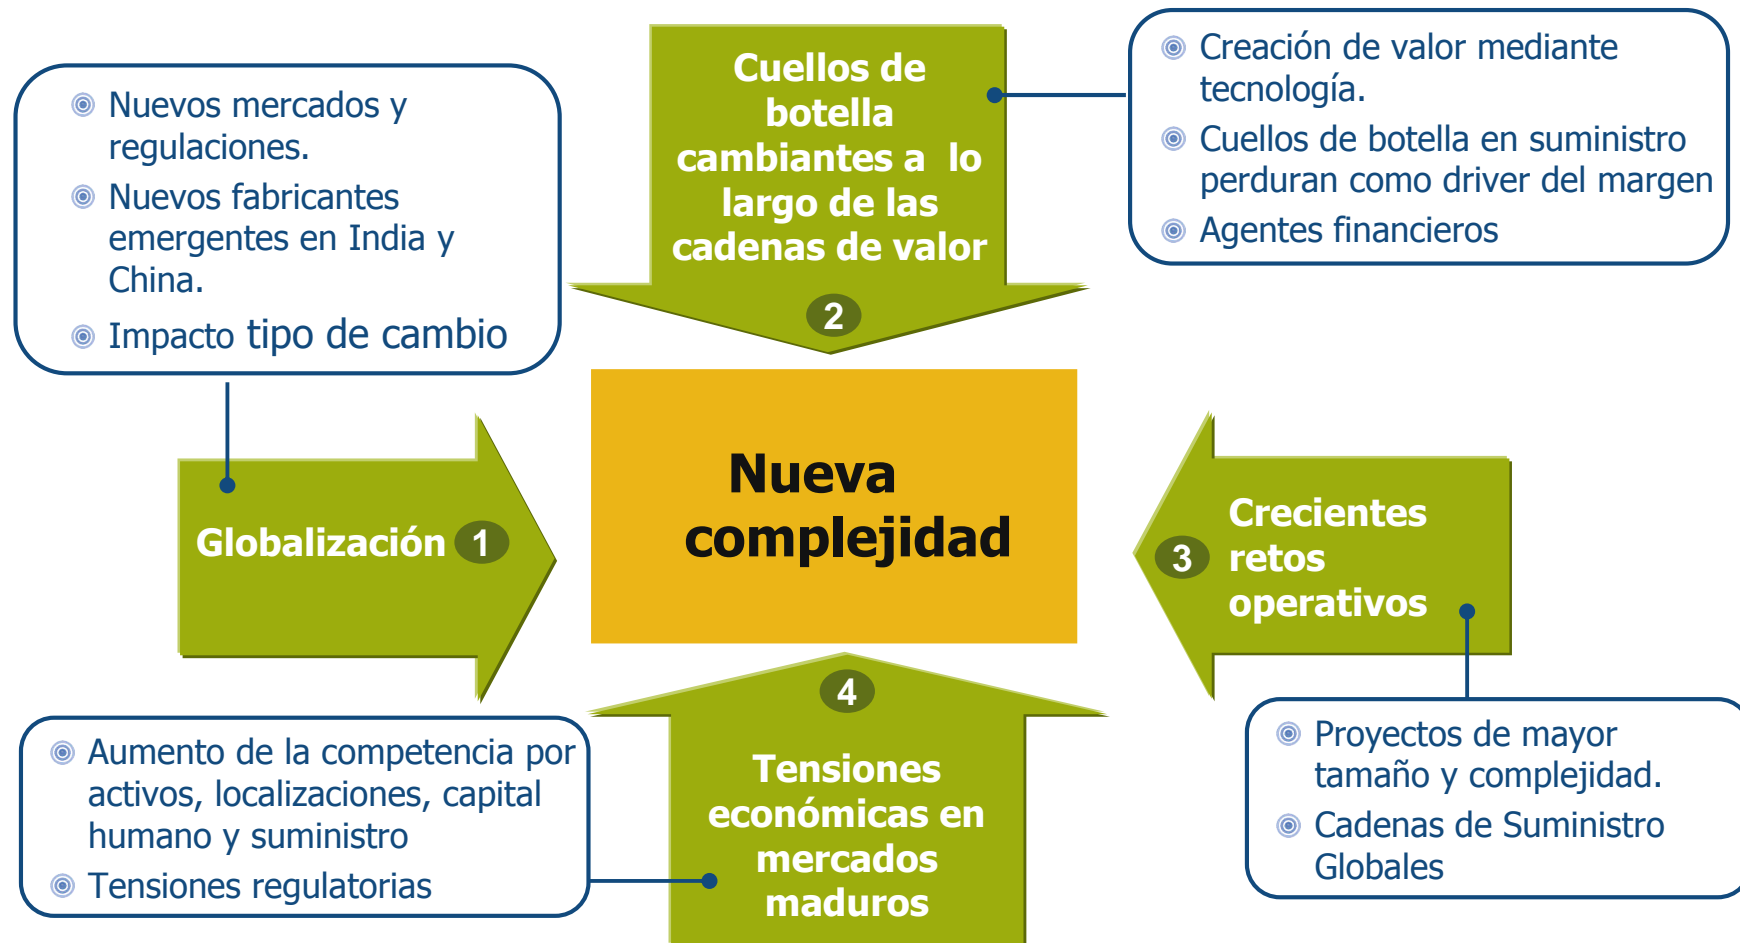 Nuevos mercados y
regulaciones.
Nuevos fabricantes
emergentes en India y
China.
Impacto tipo de cambio
Globalización 1
Cuellos de
botella
cambiantes a lo
largo de las
cadenas de valor
2
Creación de valor mediante
tecnología.
Cuellos de botella en suministro
perduran como driver del margen
Agentes financieros
Nueva
complejidad
3
Crecientes
retos
operativos
Proyectos de mayor
tamaño y complejidad.
Cadenas de Suministro
Globales
4
Tensiones
económicas en
mercados
maduros
Aumento de la competencia por
activos, localizaciones, capital
humano y suministro
Tensiones regulatorias